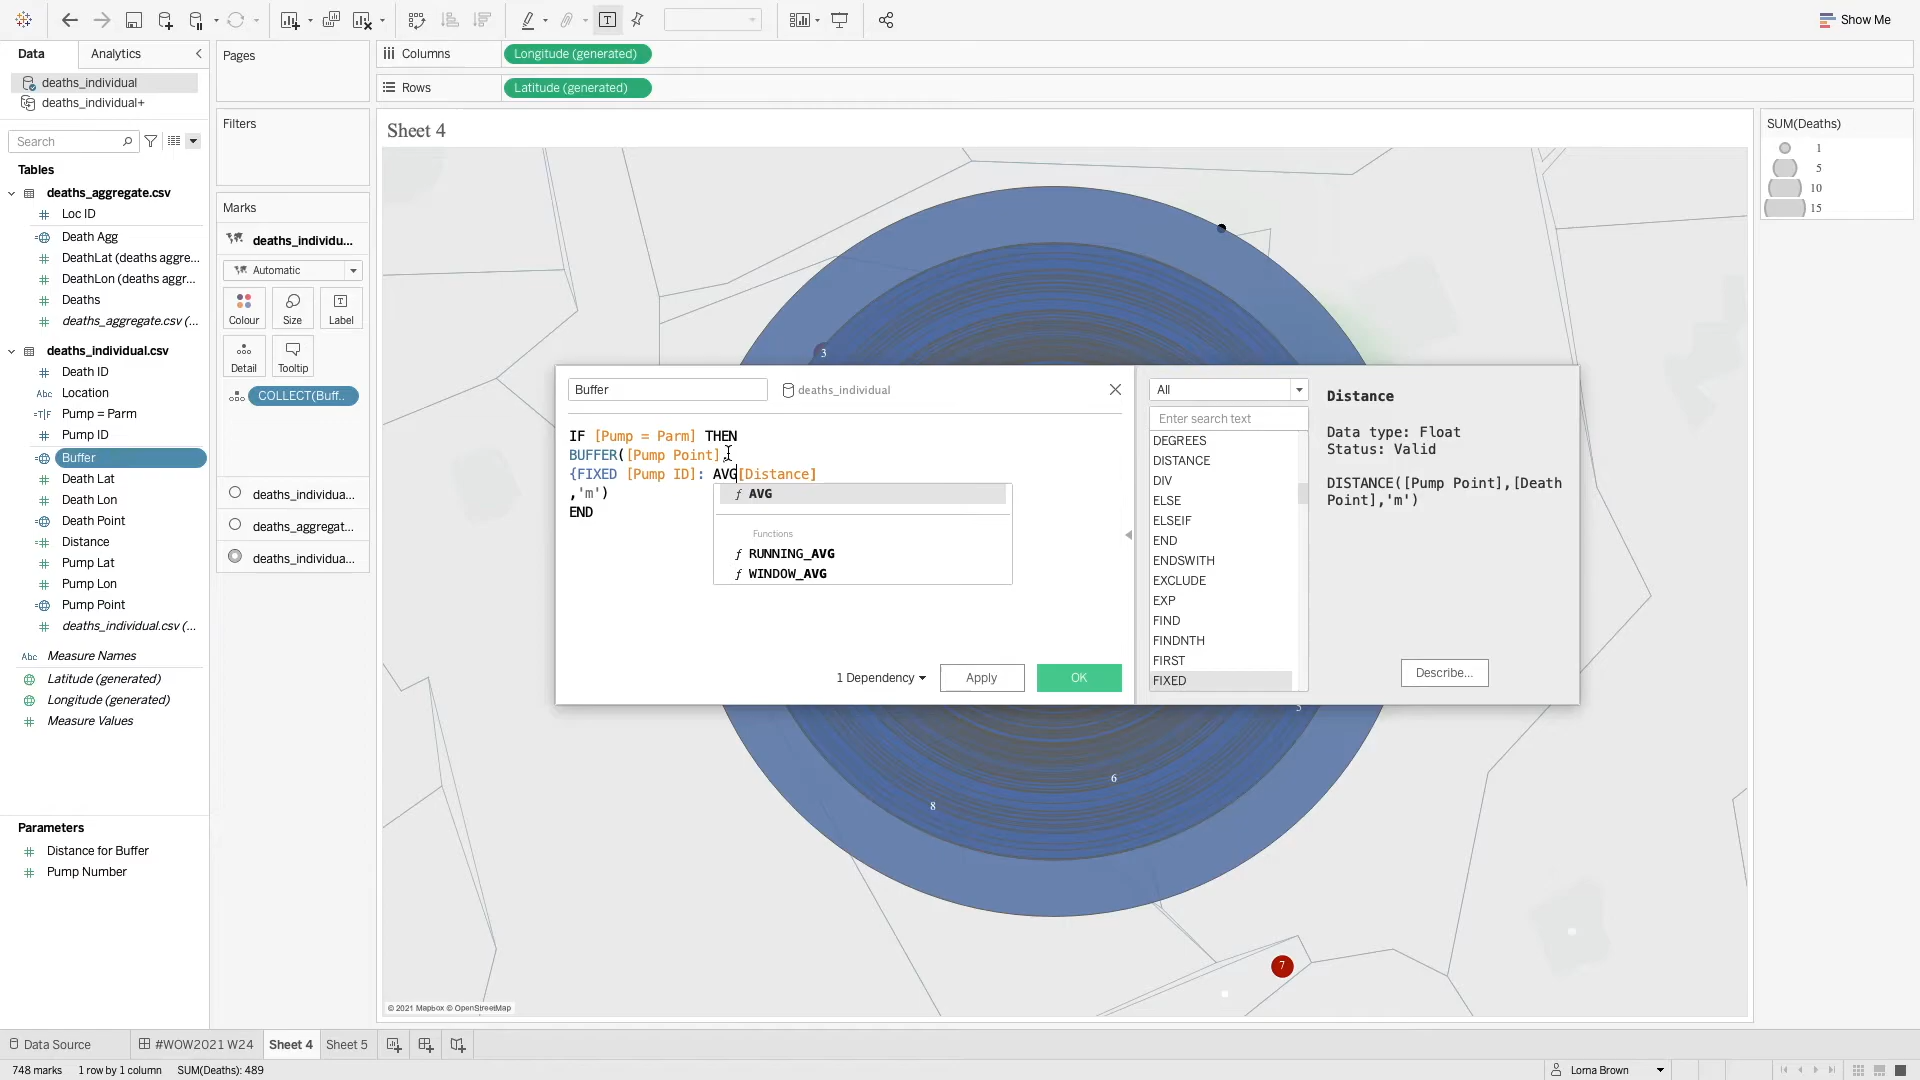 Show Me
Data
Analytics
Pages
Columns
Longitude (generated)
deaths_individual
deaths_individual+
Rows
Latitude (generated)
Filters
Sheet 4
SUM(Deaths)
1
5
10
15
Search
Tables
deaths_aggregate.csv
Loc ID
Death Agg
DeathLat (deaths aggre...
DeathLon (deaths aggr...
Deaths
deaths_aggregate.csv (...
deaths_individual.csv
Death ID
Abc Location
=T|F Pump = Parm
Pump ID
Buffer
Death Lat
Death Lon
Death Point
Distance
Pump Lat
Pump Lon
Pump Point
deaths_individual.csv (...
Abc Measure Names
Latitude (generated)
Longitude (generated)
Measure Values
Parameters
Distance for Buffer
Pump Number
Marks
deaths_individu...
Automatic
Colour
Size
Label
Detail
Tooltip
COLLECT(Buff..
deaths_individua...
deaths_aggregat...
deaths_individua...
3
Buffer
deaths_individual
IF [Pump = Parm] THEN
BUFFER([Pump Point],
{FIXED [Pump ID]: AVG[Distance]
,'m')
END
AVG
Functions
RUNNING_AVG
WINDOW_AVG
1 Dependency
Apply
OK
All
Enter search text
DEGREES
DISTANCE
DIV
ELSE
ELSEIF
END
ENDSWITH
EXCLUDE
EXP
FIND
FINDNTH
FIRST
FIXED
Distance
Data type: Float
Status: Valid
DISTANCE([Pump Point],[Death
Point],'m')
Describe...
5
6
8
7
© 2021 Mapbox © OpenStreetMap
Data Source
#WOW2021 W24
Sheet 4
Sheet 5
748 marks
1 row by 1 column
SUM(Deaths): 489
Lorna Brown